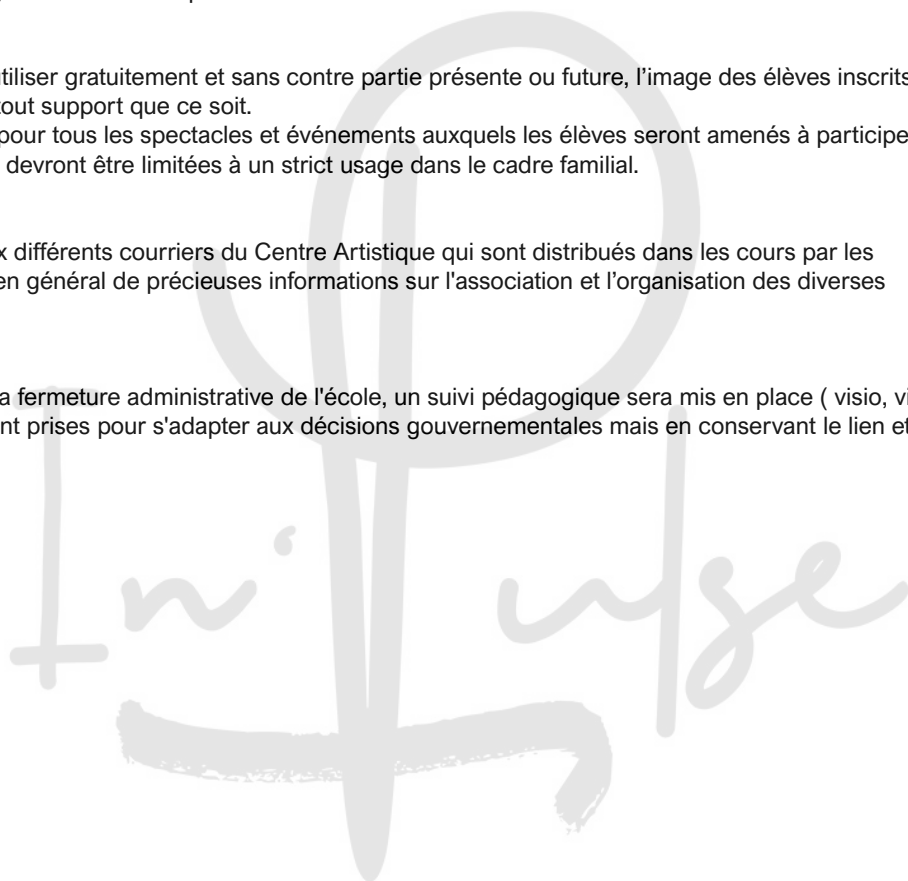 tiliser gratuitement et sans contre partie présente ou future, l’image des élèves inscrits
tout support que ce soit.
pour tous les spectacles et événements auxquels les élèves seront amenés à participe
devront être limitées à un strict usage dans le cadre familial.
x différents courriers du Centre Artistique qui sont distribués dans les cours par les
en général de précieuses informations sur l'association et l’organisation des diverses
a fermeture administrative de l'école, un suivi pédagogique sera mis en place ( visio, vi
nt prises pour s'adapter aux décisions gouvernementales mais en conservant le lien et
In‘Pulse